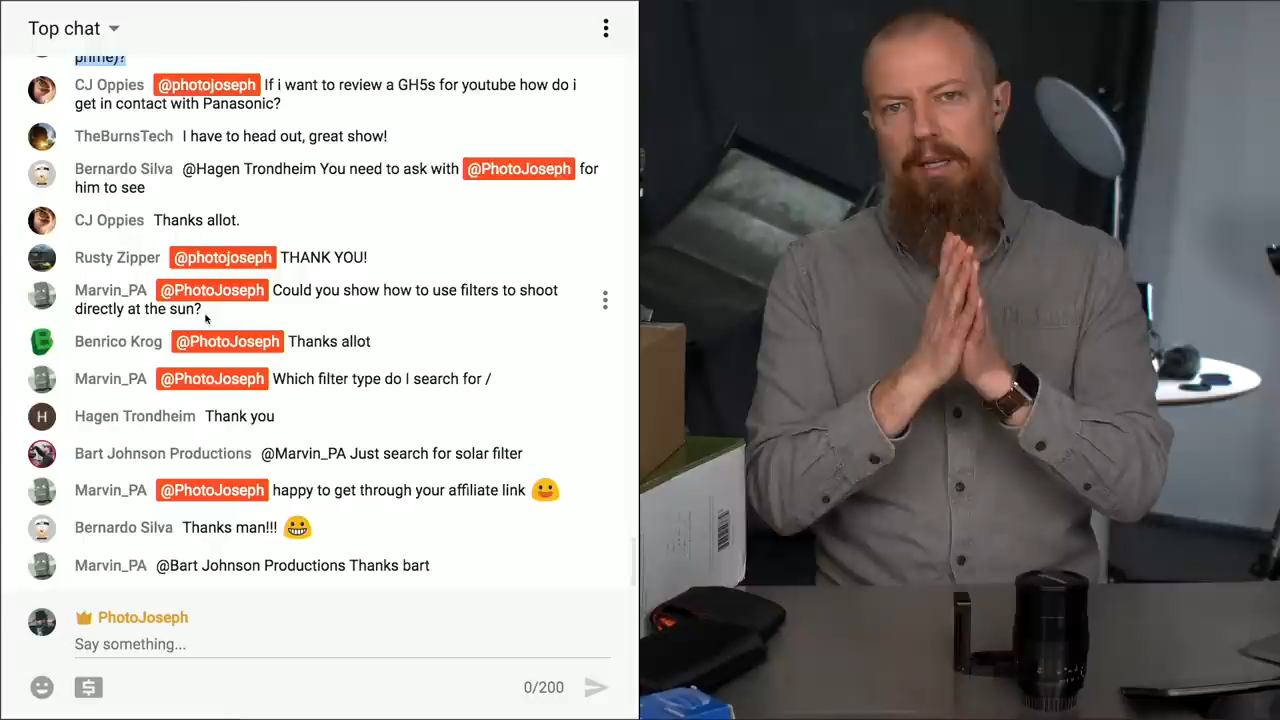 Top chat
prime)?
CJ Oppies @photojoseph If i want to review a GH5s for youtube how do i
get in contact with Panasonic?
TheBurnsTech I have to head out, great show!
Bernardo Silva @Hagen Trondheim You need to ask with @PhotoJoseph for
him to see
CJ Oppies Thanks allot.
Rusty Zipper @photojoseph THANK YOU!
Marvin_PA @PhotoJoseph Could you show how to use filters to shoot
directly at the sun?
Benrico Krog @PhotoJoseph Thanks allot
Marvin_PA @PhotoJoseph Which filter type do I search for /
H Hagen Trondheim Thank you
Bart Johnson Productions @Marvin_PA Just search for solar filter
Marvin_PA @PhotoJoseph happy to get through your affiliate link
Bernardo Silva Thanks man!!!
Marvin_PA @Bart Johnson Productions Thanks bart
PhotoJoseph
Say something...
0/200